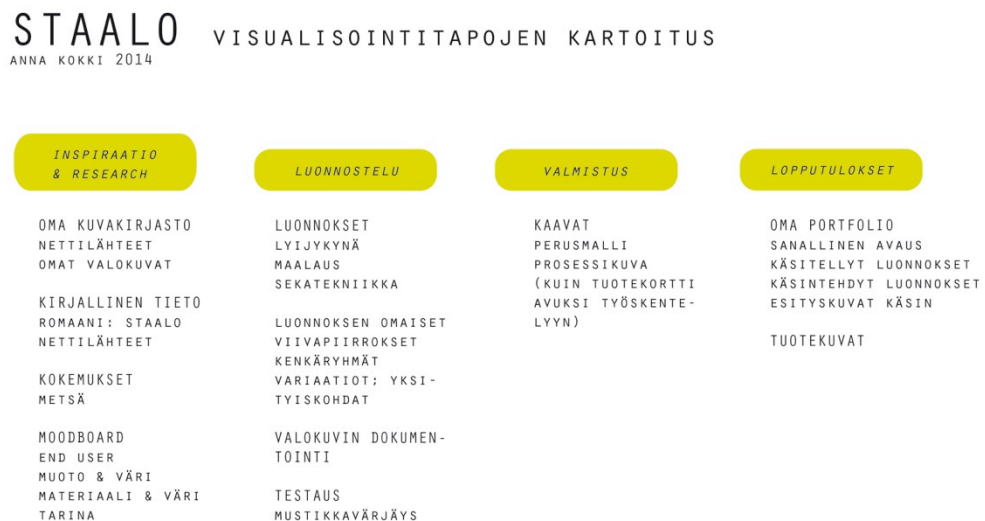 STAALO VISUALISOINTITAPOJEN KARTOITUS
ANNA KOKKI 2014
INSPIRAATIO
& RESEARCH
OMA KUVAKIRJASTO
NETTILÄHTEET
OMAT VALOKUVAT
KIRJALLINEN TIETO
ROMAANI: STAALO
NETTILÄHTEET
KOKEMUKSET
METSÄ
MOODBOARD
END USER
MUOTO & VÄRI
MATERIAALI & VÄRI
TARINA
LUONNOSTELU
LUONNOKSET
LYIJYKYNÄ
MAALAUS
SEKATEKNIIKKA
LUONNOKSEN OMAISET
VIIVAPIIRROKSET
KENKÄRYHMÄT
VARIAATIOT; YKSI-
TYISKOHDAT
VALOKUVIN DOKUMEN-
TOINTI
TESTAUS
MUSTIKKAVÄRJÄYS
VALMISTUS
KAAVAT
PERUSMALLI
PROSESSIKUVA
(KUIN TUOTEKORTTI
AVUKSI TYÖSKENTE-
LYYN)
LOPPUTULOKSET
OMA PORTFOLIO
SANALLINEN AVAUS
KÄSITELLYT LUONNOKSET
KÄSINTEHDYT LUONNOKSET
ESITYSKUVAT KÄSIN
TUOTEKUVAT